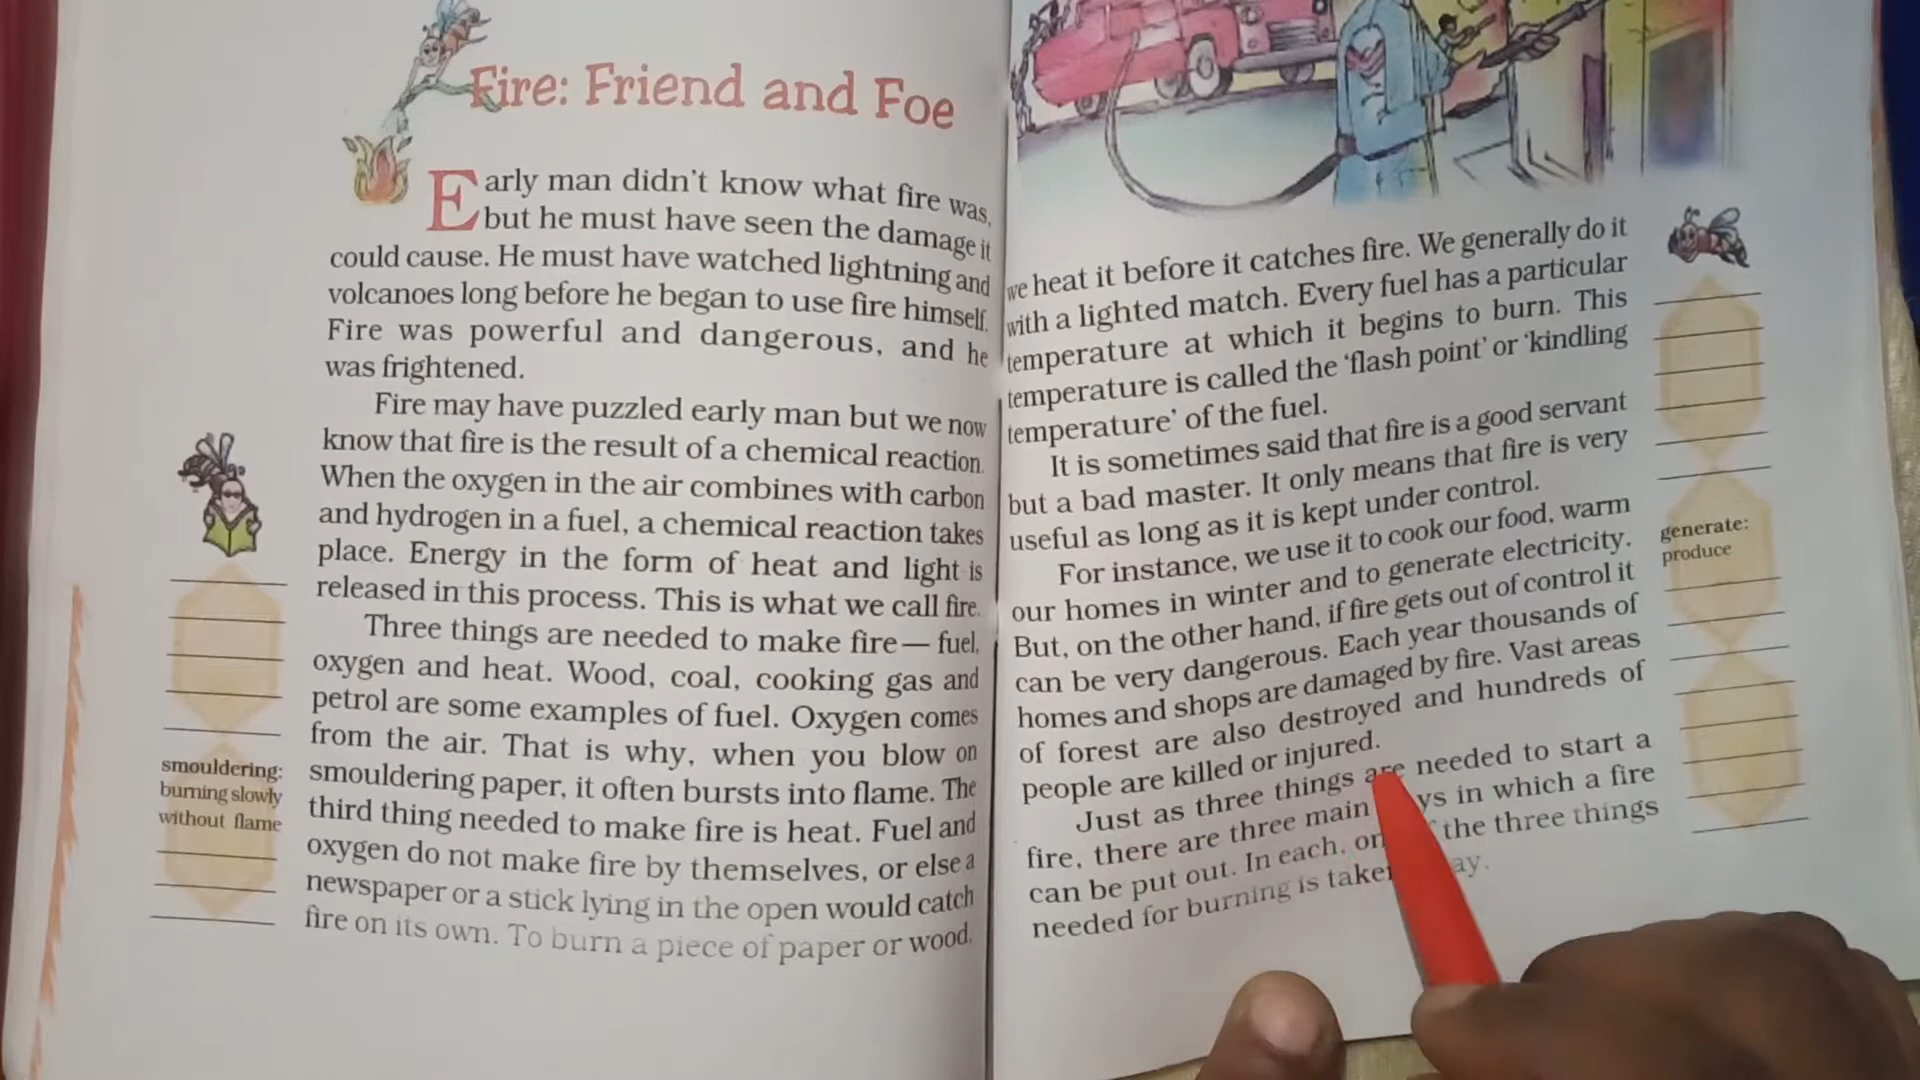 Fire: Friend and Foe
Early man didn't know what fire was,
but he must have seen the damage it
could cause. He must have watched lightning and
volcanoes long before he began to use fire himself.
Fire was powerful and dangerous, and he
was frightened.
Fire may have puzzled early man but we now
know that fire is the result of a chemical reaction.
When the oxygen in the air combines with carbon
and hydrogen in a fuel, a chemical reaction takes
place. Energy in the form of heat and light is
released in this process. This is what we call fire.
Three things are needed to make fire — fuel,
oxygen and heat. Wood, coal, cooking gas and
petrol are some examples of fuel. Oxygen comes
from the air. That is why, when you blow on
smouldering paper, it often bursts into flame. The
third thing needed to make fire is heat. Fuel and
oxygen do not make fire by themselves, or else a
newspaper or a stick lying in the open would catch
fire on its own. To burn a piece of paper or wood,
smouldering:
burning slowly
without flame
we heat it before it catches fire. We generally do it
with a lighted match. Every fuel has a particular
temperature at which it begins to burn. This
temperature is called the 'flash point' or 'kindling
temperature' of the fuel.
It is sometimes said that fire is a good servant
but a bad master. It only means that fire is very
useful as long as it is kept under control.
For instance, we use it to cook our food, warm
our homes in winter and to generate electricity.
But, on the other hand, if fire gets out of control it
can be very dangerous. Each year thousands of
homes and shops are damaged by fire. Vast areas
of forest are also destroyed and hundreds of
people are killed or injured.
Just as three things are needed to start a
fire, there are three main in which a fire
can be put out. In each, the three things
needed for burning is
generate:
produce